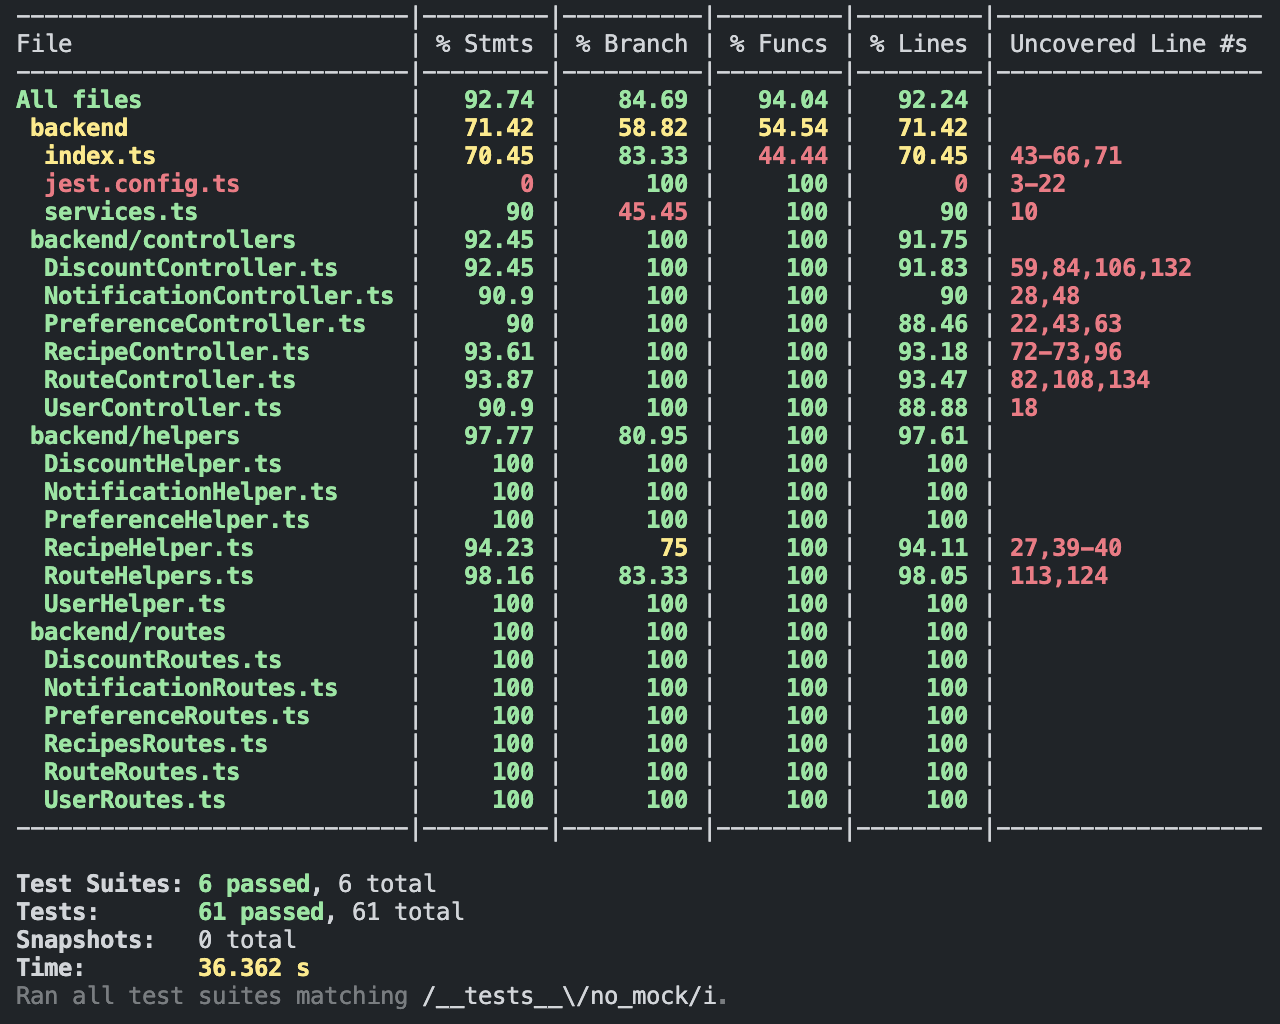 -----------------------------|---------|----------|---------|---------|-------------------
File                         | % Stmts | % Branch | % Funcs | % Lines | Uncovered Line #s
-----------------------------|---------|----------|---------|---------|-------------------
All files                    |   92.74 |    84.69 |   94.04 |   92.24 |
 backend                     |   71.42 |    58.82 |   54.54 |   71.42 |
  index.ts                   |   70.45 |    83.33 |   44.44 |   70.45 | 43-66,71
  jest.config.ts             |       0 |      100 |     100 |       0 | 3-22
  services.ts                |      90 |    45.45 |     100 |      90 | 10
 backend/controllers         |   92.45 |      100 |     100 |   91.75 |
  DiscountController.ts      |   92.45 |      100 |     100 |   91.83 | 59,84,106,132
  NotificationController.ts  |    90.9 |      100 |     100 |      90 | 28,48
  PreferenceController.ts    |      90 |      100 |     100 |   88.46 | 22,43,63
  RecipeController.ts        |   93.61 |      100 |     100 |   93.18 | 72-73,96
  RouteController.ts         |   93.87 |      100 |     100 |   93.47 | 82,108,134
  UserController.ts          |    90.9 |      100 |     100 |   88.88 | 18
 backend/helpers             |   97.77 |    80.95 |     100 |   97.61 |
  DiscountHelper.ts          |     100 |      100 |     100 |     100 |
  NotificationHelper.ts      |     100 |      100 |     100 |     100 |
  PreferenceHelper.ts        |     100 |      100 |     100 |     100 |
  RecipeHelper.ts            |   94.23 |       75 |     100 |   94.11 | 27,39-40
  RouteHelpers.ts            |   98.16 |    83.33 |     100 |   98.05 | 113,124
  UserHelper.ts              |     100 |      100 |     100 |     100 |
 backend/routes              |     100 |      100 |     100 |     100 |
  DiscountRoutes.ts          |     100 |      100 |     100 |     100 |
  NotificationRoutes.ts      |     100 |      100 |     100 |     100 |
  PreferenceRoutes.ts        |     100 |      100 |     100 |     100 |
  RecipesRoutes.ts           |     100 |      100 |     100 |     100 |
  RouteRoutes.ts             |     100 |      100 |     100 |     100 |
  UserRoutes.ts              |     100 |      100 |     100 |     100 |
-----------------------------|---------|----------|---------|---------|-------------------
Test Suites: 6 passed, 6 total
Tests:       61 passed, 61 total
Snapshots:   0 total
Time:        36.362 s
Ran all test suites matching /__tests__\/no_mock/i.